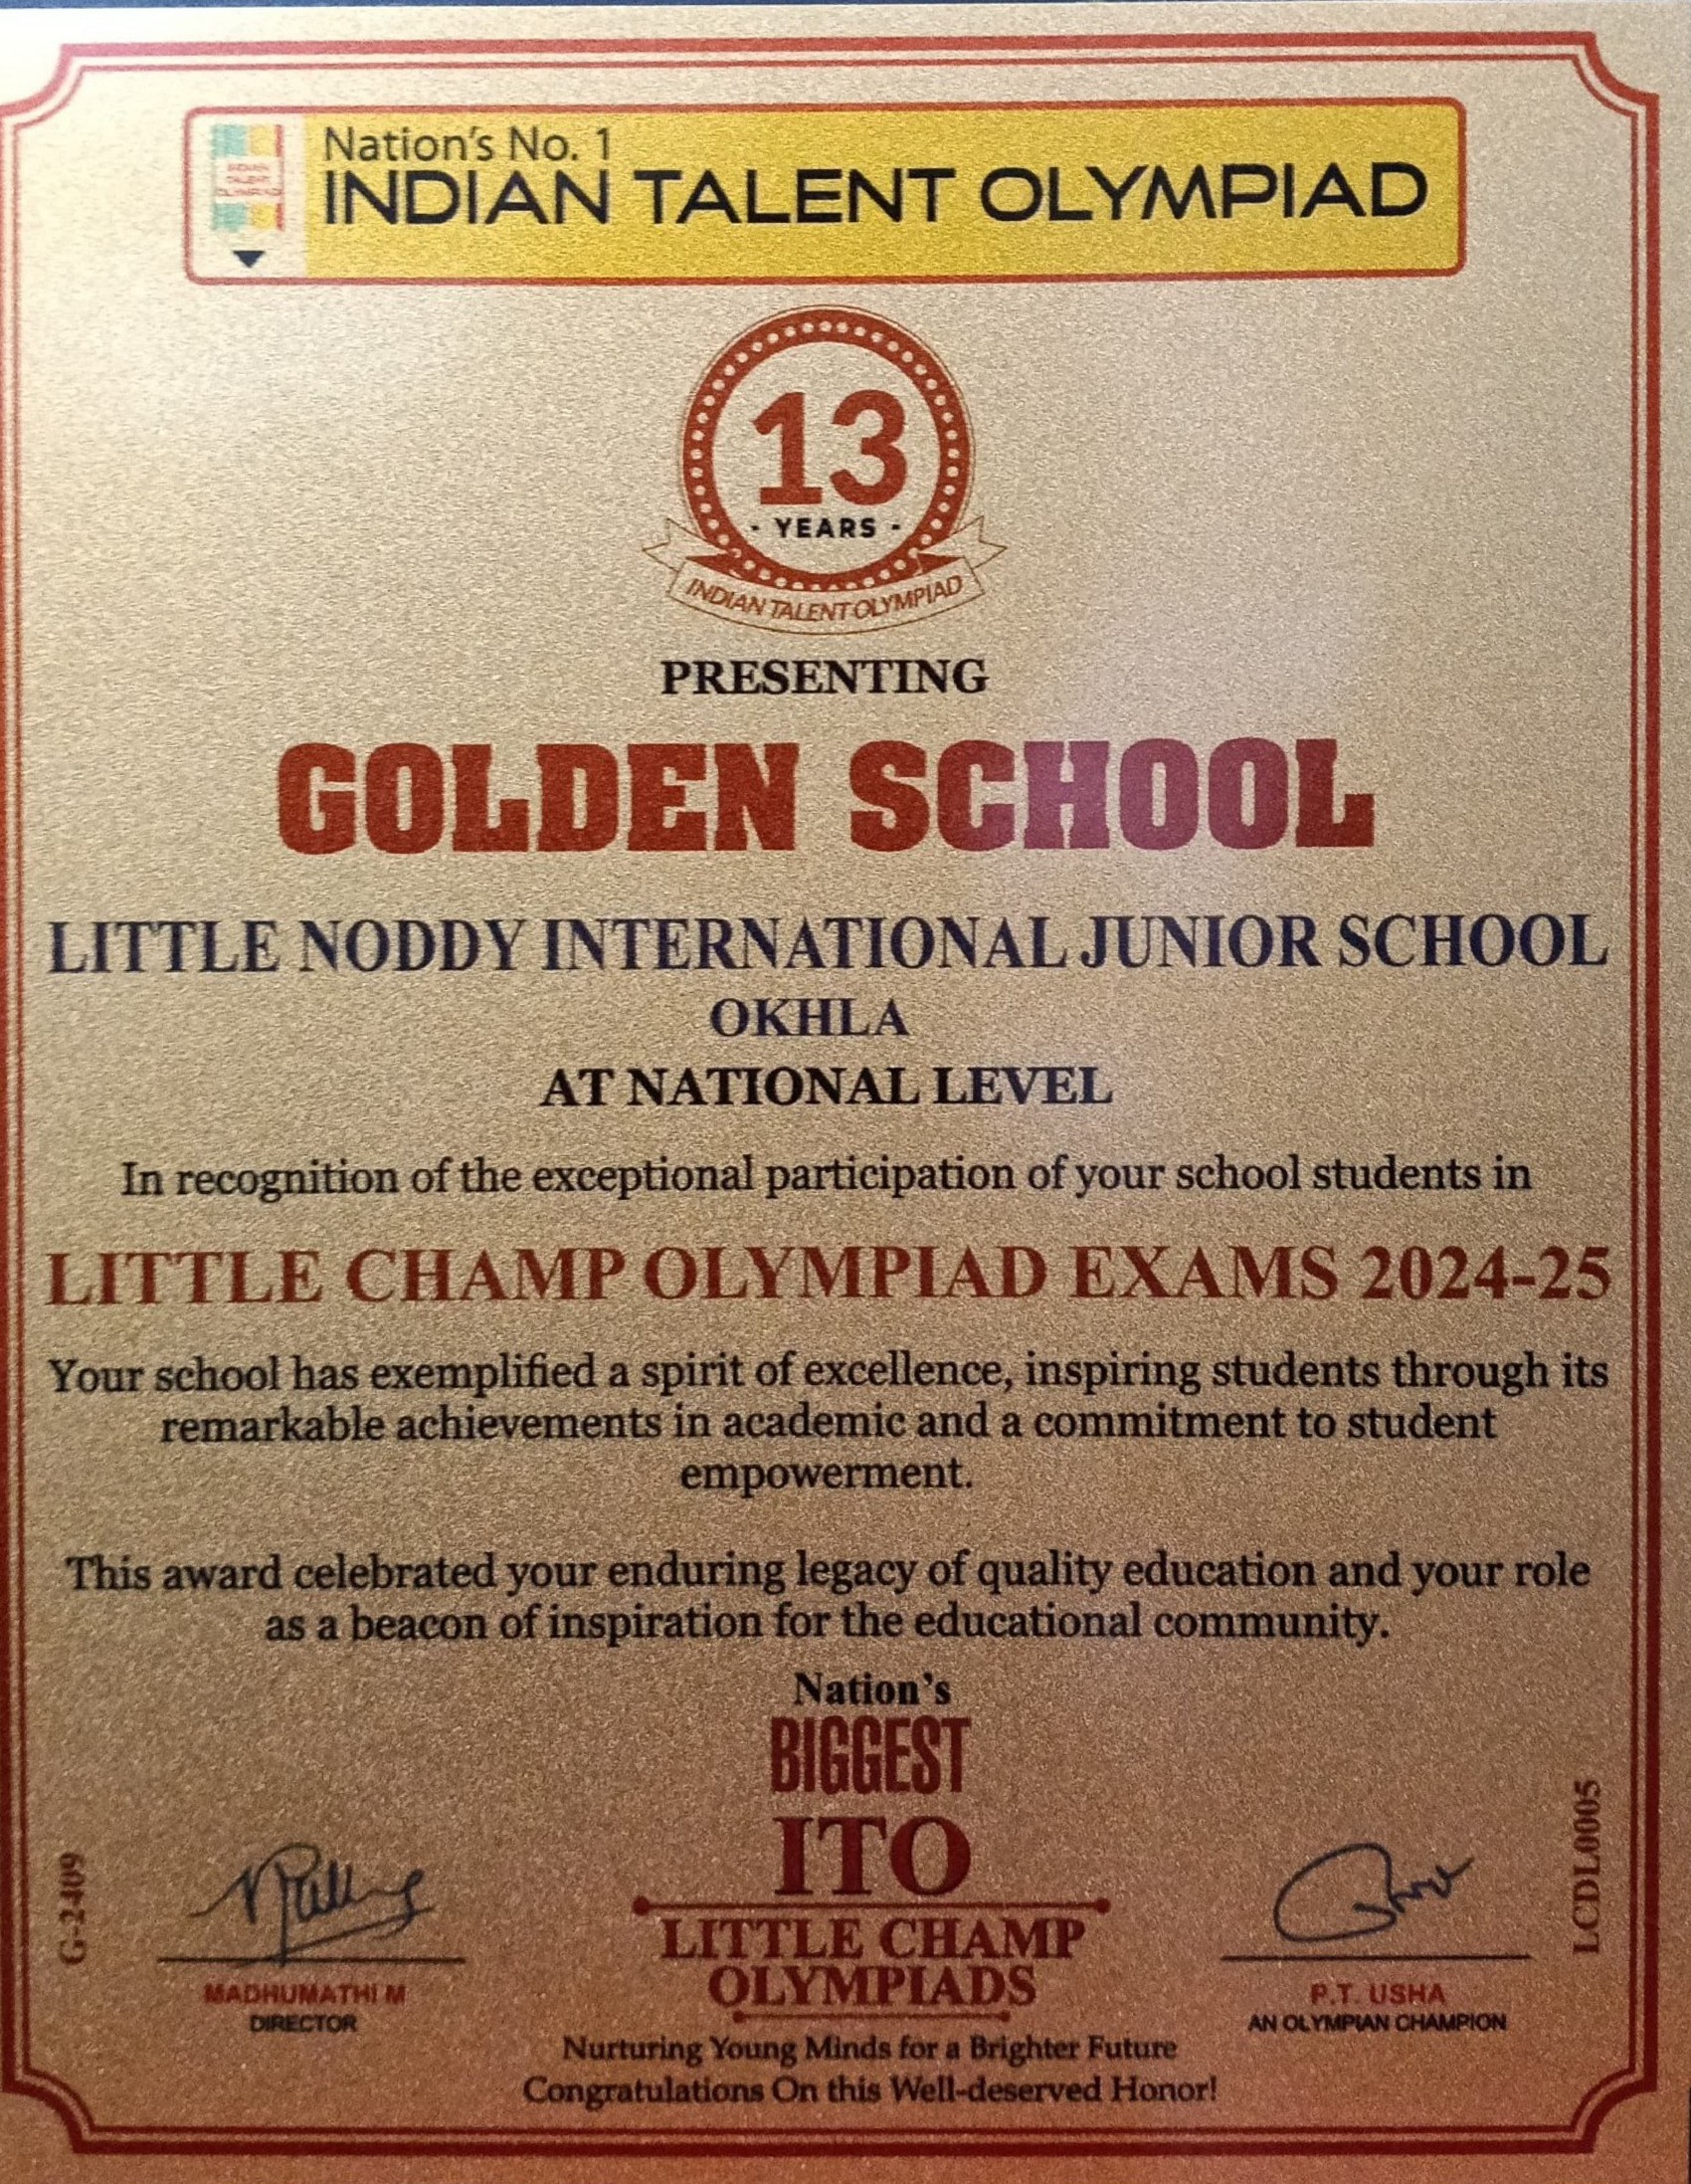 Nation's No. 1
INDIAN TALENT OLYMPIAD
13
- YEARS -
INDIAN TALENT OLYMPIAD
PRESENTING
GOLDEN SCHOOL
LITTLE NODDY INTERNATIONAL JUNIOR SCHOOL
OKHLA
AT NATIONAL LEVEL
In recognition of the exceptional participation of your school students in
LITTLE CHAMP OLYMPIAD EXAMS 2024-25
Your school has exemplified a spirit of excellence, inspiring students through its
remarkable achievements in academic and a commitment to student
empowerment.
This award celebrated your enduring legacy of quality education and your role
as a beacon of inspiration for the educational community.
Nation's
BIGGEST
ITO
LITTLE CHAMP
OLYMPIADS
G-2409
MADHUMATHI M
DIRECTOR
P.T. USHA
AN OLYMPIAN CHAMPION
LCDL0005
Nurturing Young Minds for a Brighter Future
Congratulations On this Well-deserved Honor!